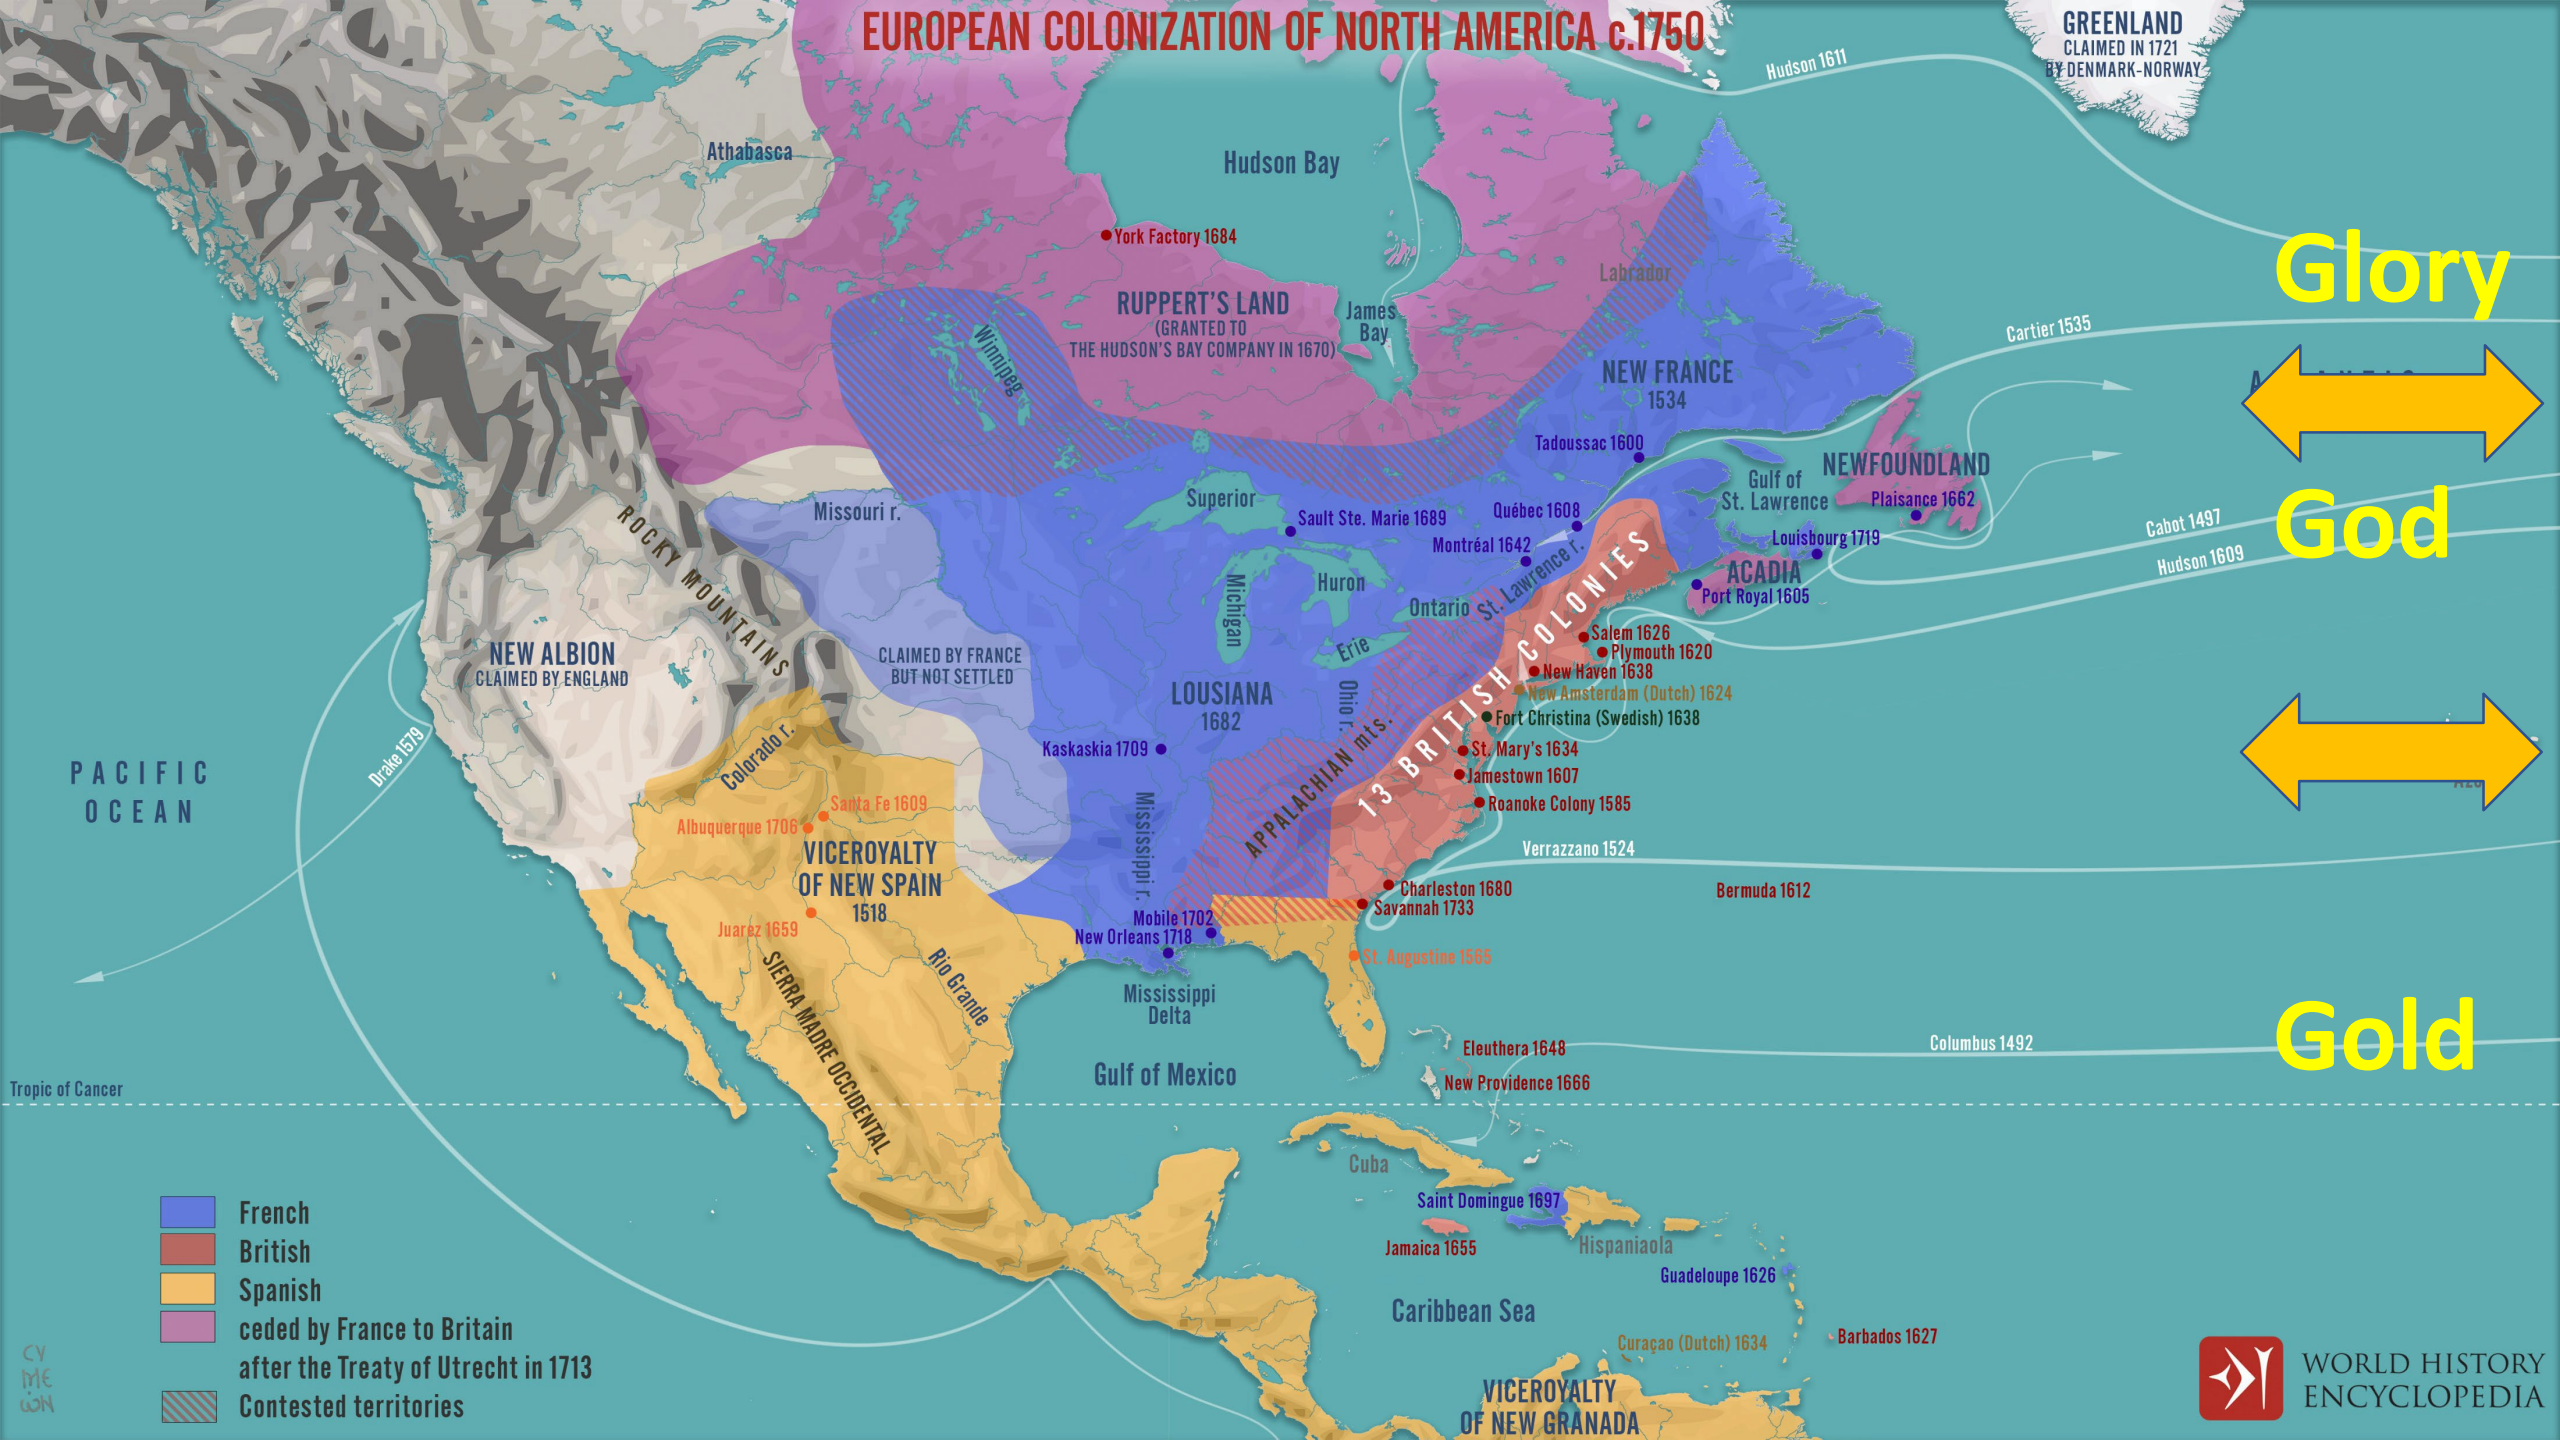 EUROPEAN COLONIZATION OF NORTH AMERICA c.1750
GREENLAND
CLAIMED IN 1721
BY DENMARK-NORWAY
Hudson 1611
Athabasca
Hudson Bay
York Factory 1684
Glory
Labrador
RUPPERT'S LAND
(GRANTED TO
THE HUDSON'S BAY COMPANY IN 1670)
James
Bay
Winnipeg
Cartier 1535
NEW FRANCE
1534
Tadoussac 1600
NEWFOUNDLAND
Plaisance 1662
Gulf of
St. Lawrence
Superior
Missouri r.
Sault Ste. Marie 1689
Québec 1608
Montréal 1642
St. Lawrence r.
Louisbourg 1719
Cabot 1497
God
Hudson 1609
ACADIA
Port Royal 1605
ROCKY MOUNTAINS
Michigan
Huron
Ontario
Erie
13 BRITISH COLONIES
Salem 1626
Plymouth 1620
New Haven 1638
New Amsterdam (Dutch) 1624
Fort Christina (Swedish) 1638
St. Mary's 1634
Jamestown 1607
Roanoke Colony 1585
NEW ALBION
CLAIMED BY ENGLAND
CLAIMED BY FRANCE
BUT NOT SETTLED
LOUSIANA
1682
Ohio r.
APPALACHIAN mts.
Kaskaskia 1709
Mississippi r.
Colorado r.
Drake 1579
PACIFIC
OCEAN
Santa Fe 1609
Albuquerque 1706
VICEROYALTY
OF NEW SPAIN
1518
Juarez 1659
Verrazzano 1524
Bermuda 1612
Charleston 1680
Savannah 1733
Mobile 1702
New Orleans 1718
St. Augustine 1565
SIERRA MADRE OCCIDENTAL
Rio Grande
Mississippi
Delta
Gulf of Mexico
Eleuthera 1648
New Providence 1666
Columbus 1492
Gold
Tropic of Cancer
Cuba
Saint Domingue 1697
Jamaica 1655
Hispaniaola
Guadeloupe 1626
Caribbean Sea
Curaçao (Dutch) 1634
Barbados 1627
VICEROYALTY
OF NEW GRANADA
French
British
Spanish
ceded by France to Britain
after the Treaty of Utrecht in 1713
Contested territories
CY
ME
ON
WORLD HISTORY
ENCYCLOPEDIA